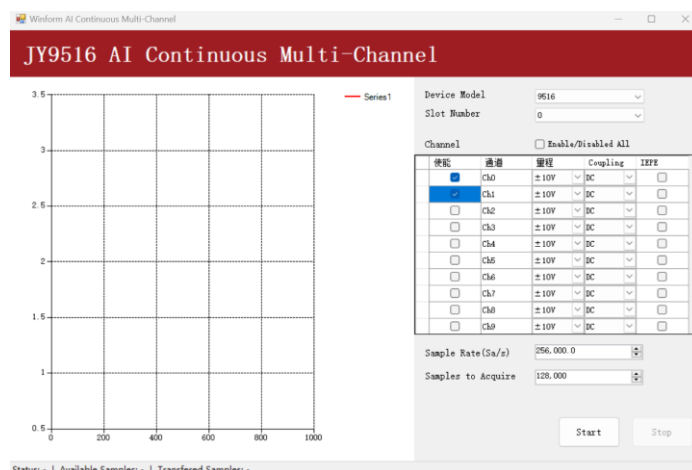 Winform AI Continuous Multi-Channel
JY9516 AI Continuous Multi-Channel
3.5
3
2.5
2
1.5
1
0.5
0 200 400 600 800 1000
Series1
Device Model 9516
Slot Number 0
Channel Enable/Disabled All
使能 通道 量程 Coupling IEPE
Ch0 ±10V DC
Ch1 ±10V DC
Ch2 ±10V DC
Ch3 ±10V DC
Ch4 ±10V DC
Ch5 ±10V DC
Ch6 ±10V DC
Ch7 ±10V DC
Ch8 ±10V DC
Ch9 ±10V DC
Sample Rate(Sa/s) 256,000.0
Samples to Acquire 128,000
Start Stop
Status: - | Available Samples: - | Transfered Samples: -